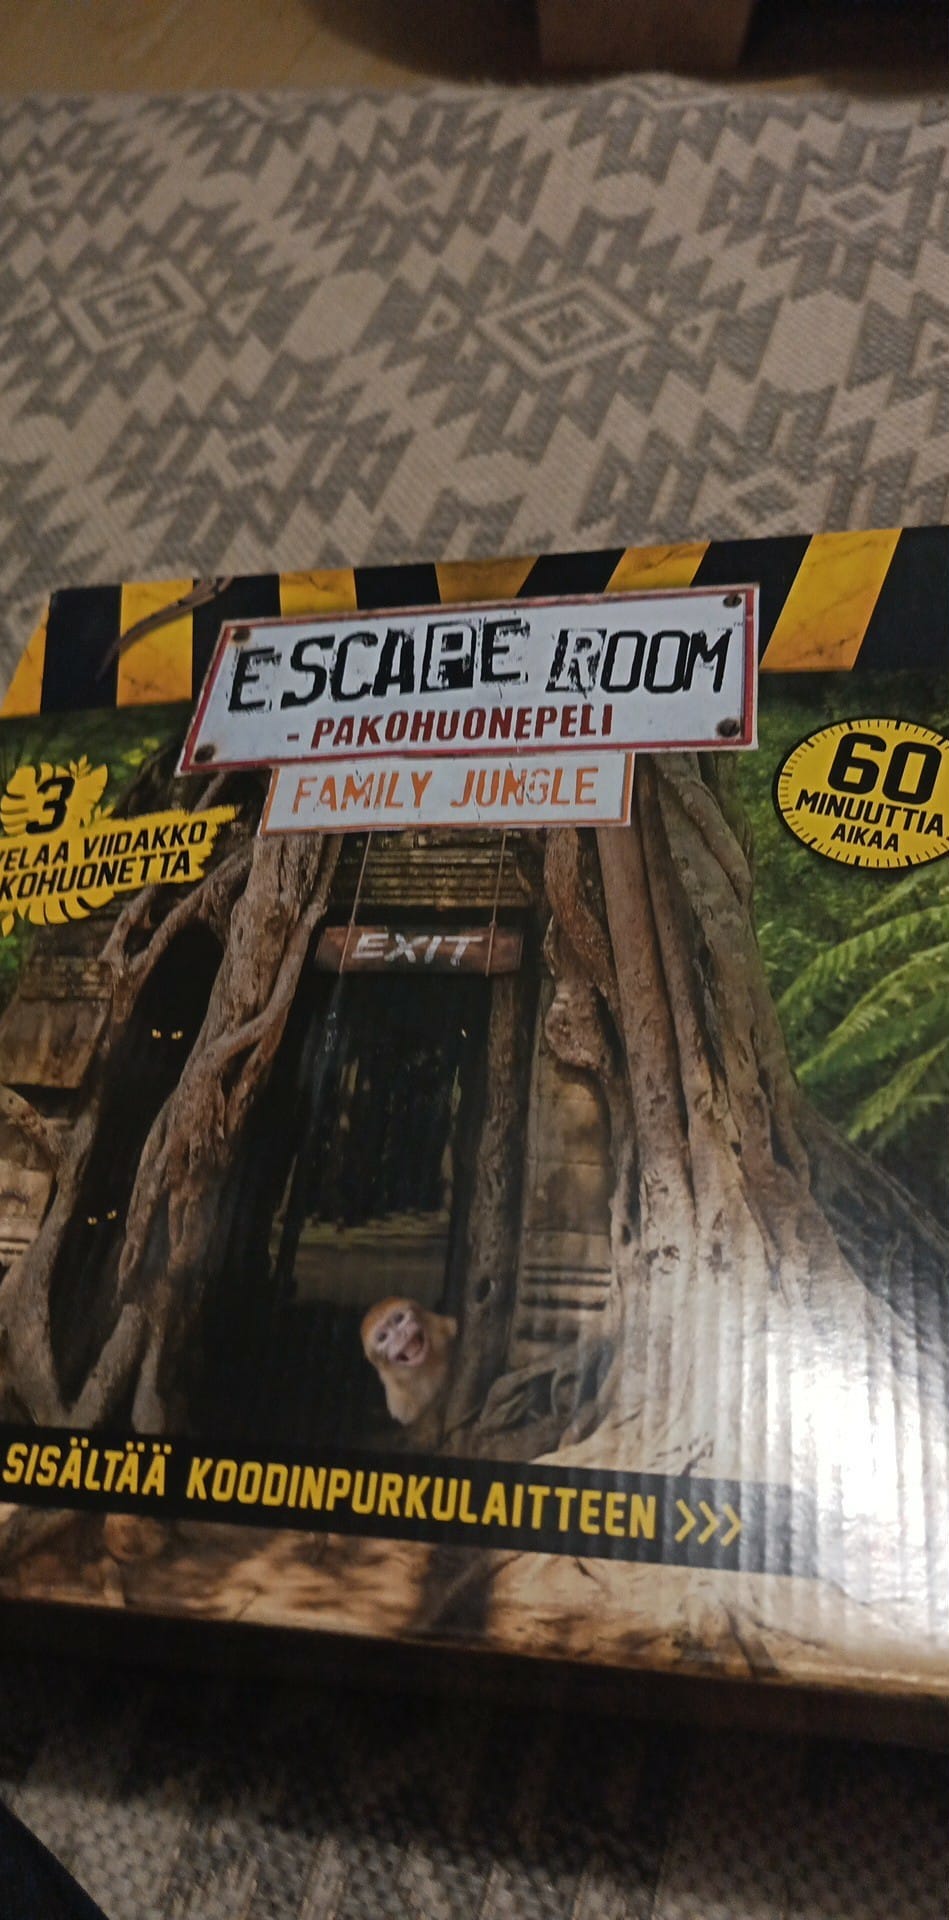 ESCAPE ROOM
- PAKOHUONEPELI
FAMILY JUNGLE
3
VIIDAKKO
60
MINUUTTIA
AIKAA
EXIT
SISÄLTÄÄ KOODINPURKULAITTEEN >>>